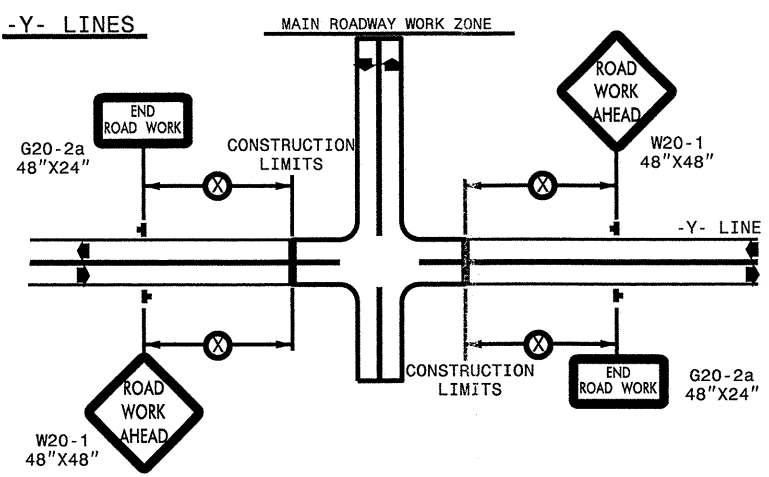 -Y- LINES
MAIN ROADWAY WORK ZONE
END
ROAD WORK
G20-2a
48"X24"
CONSTRUCTION
LIMITS
ROAD
WORK
AHEAD
W20-1
48"X48"
X
X
-Y- LINE
X
X
ROAD
WORK
AHEAD
W20-1
48"X48"
CONSTRUCTION
LIMITS
END
ROAD WORK
G20-2a
48"X24"